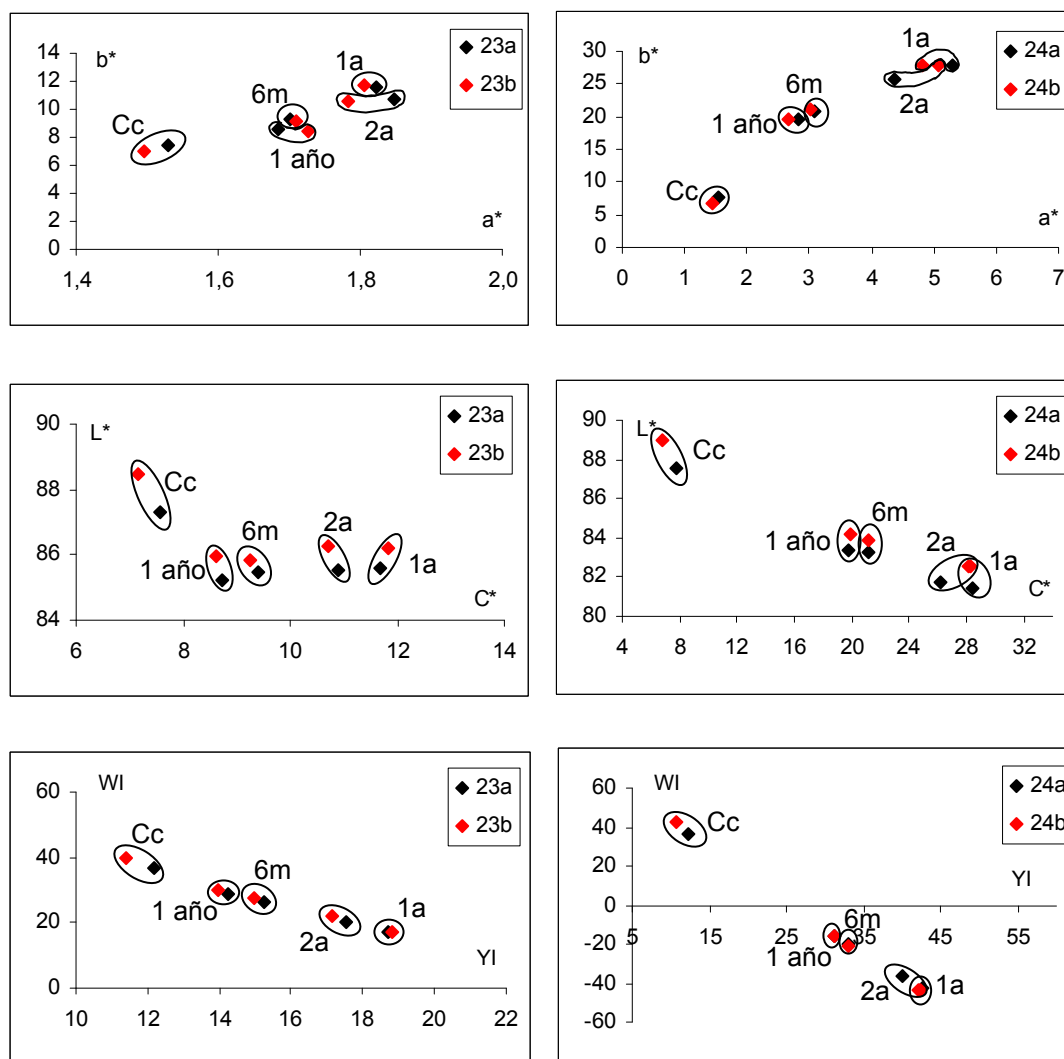 b*
14
12
10
8
6
4
2
0
1,4
1,6
1,8
2,0
a*
Cc
6m
1 año
1a
2a
23a
23b
b*
30
25
20
15
10
5
0
0
1
2
3
4
5
6
7
a*
Cc
1 año
6m
1a
2a
24a
24b
L*
90
88
86
84
6
8
10
12
14
C*
Cc
1 año
6m
2a
1a
23a
23b
L*
90
88
86
84
82
80
4
8
12
16
20
24
28
32
C*
Cc
1 año
6m
2a
1a
24a
24b
WI
60
40
20
0
10
12
14
16
18
20
22
YI
Cc
1 año
6m
2a
1a
23a
23b
WI
60
40
20
0
-20
-40
-60
5
15
25
35
45
55
YI
Cc
1 año
6m
2a
1a
24a
24b